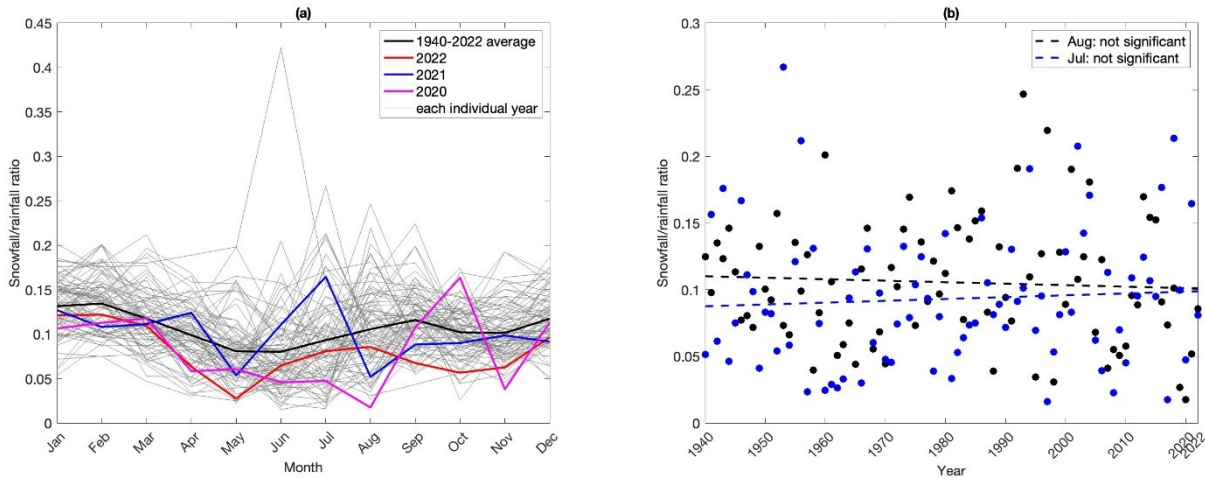 (a)
0.45
0.4
0.35
0.3
0.25
0.2
0.15
0.1
0.05
0
Snowfall/rainfall ratio
1940-2022 average
2022
2021
2020
each individual year
Jan Feb Mar Apr May Jun Jul Aug Sep Oct Nov Dec
Month
(b)
0.3
0.25
0.2
0.15
0.1
0.05
0
Snowfall/rainfall ratio
Aug: not significant
Jul: not significant
1940 1950 1960 1970 1980 1990 2000 2010 2020 2022
Year